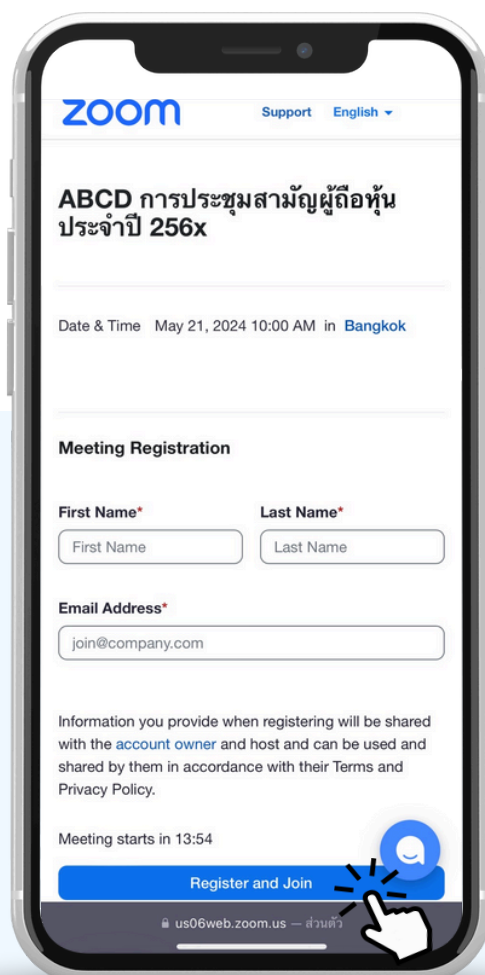 zoom Support English
ABCD การประชุมสามัญผู้ถือหุ้น
ประจำปี 256x
Date & Time May 21, 2024 10:00 AM in Bangkok
Meeting Registration
First Name* Last Name*
First Name Last Name
Email Address*
join@company.com
Information you provide when registering will be shared
with the account owner and host and can be used and
shared by them in accordance with their Terms and
Privacy Policy.
Meeting starts in 13:54
Register and Join
us06web.zoom.us — ส่วนตัว